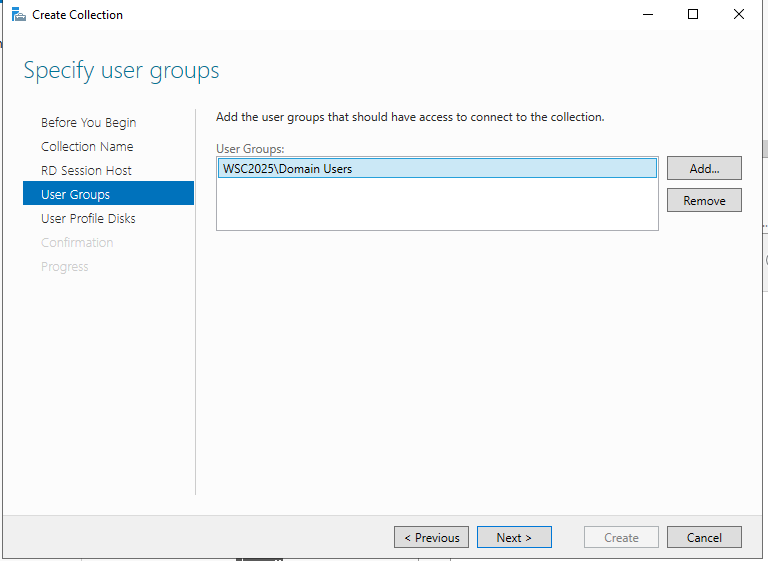 Create Collection
Specify user groups
Before You Begin
Collection Name
RD Session Host
User Groups
User Profile Disks
Confirmation
Progress
Add the user groups that should have access to connect to the collection.
User Groups:
WSC2025\Domain Users
Add...
Remove
< Previous
Next >
Create
Cancel